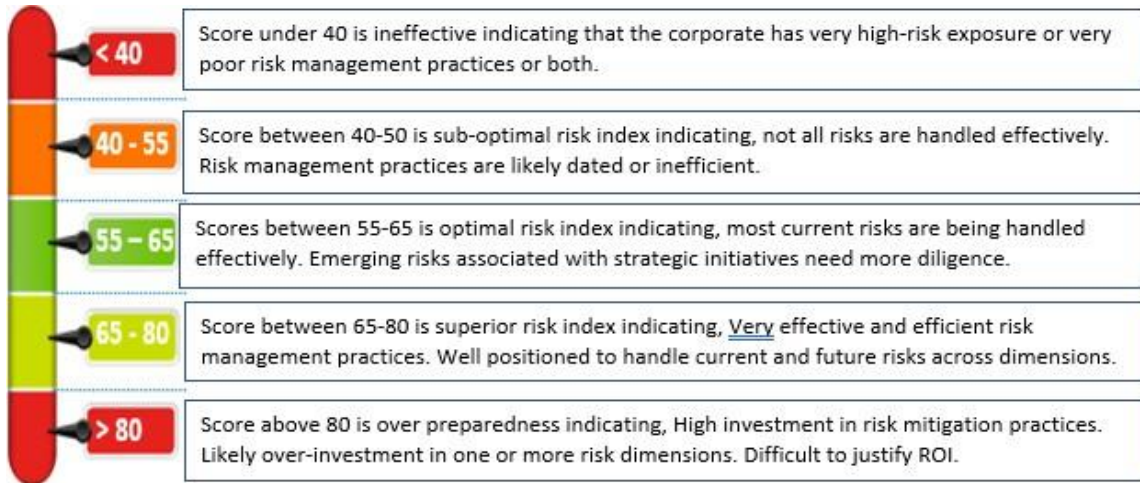 < 40
Score under 40 is ineffective indicating that the corporate has very high-risk exposure or very
poor risk management practices or both.
40 - 55
Score between 40-50 is sub-optimal risk index indicating, not all risks are handled effectively.
Risk management practices are likely dated or inefficient.
55 – 65
Scores between 55-65 is optimal risk index indicating, most current risks are being handled
effectively. Emerging risks associated with strategic initiatives need more diligence.
65 - 80
Score between 65-80 is superior risk index indicating, Very effective and efficient risk
management practices. Well positioned to handle current and future risks across dimensions.
> 80
Score above 80 is over preparedness indicating, High investment in risk mitigation practices.
Likely over-investment in one or more risk dimensions. Difficult to justify ROI.